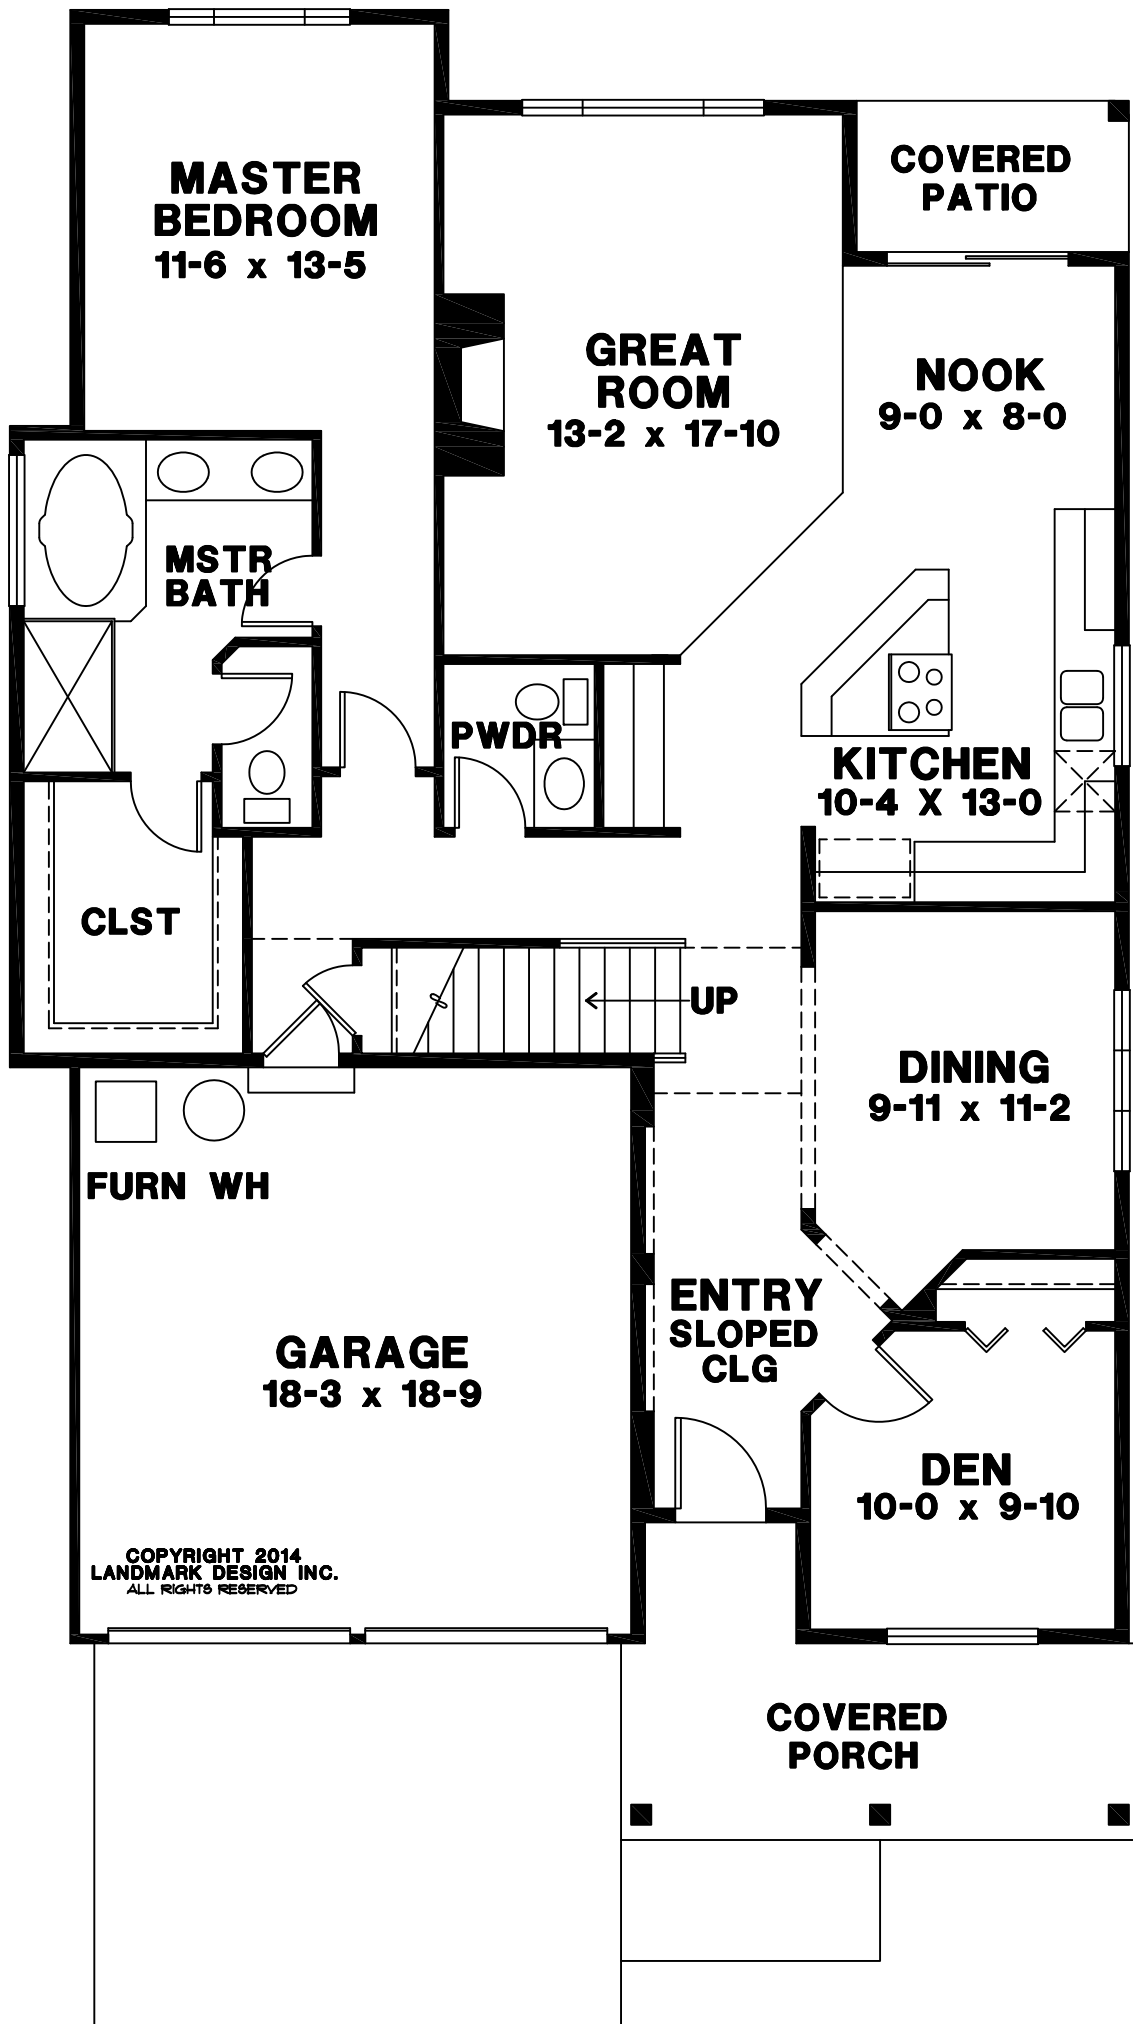 MASTER
BEDROOM
11-6 x 13-5
COVERED
PATIO
GREAT
ROOM
13-2 x 17-10
NOOK
9-0 x 8-0
MSTR
BATH
PWDR
KITCHEN
10-4 X 13-0
CLST
UP
DINING
9-11 x 11-2
FURN WH
ENTRY
SLOPED
CLG
GARAGE
18-3 x 18-9
DEN
10-0 x 9-10
COPYRIGHT 2014
LANDMARK DESIGN INC.
ALL RIGHTS RESERVED
COVERED
PORCH